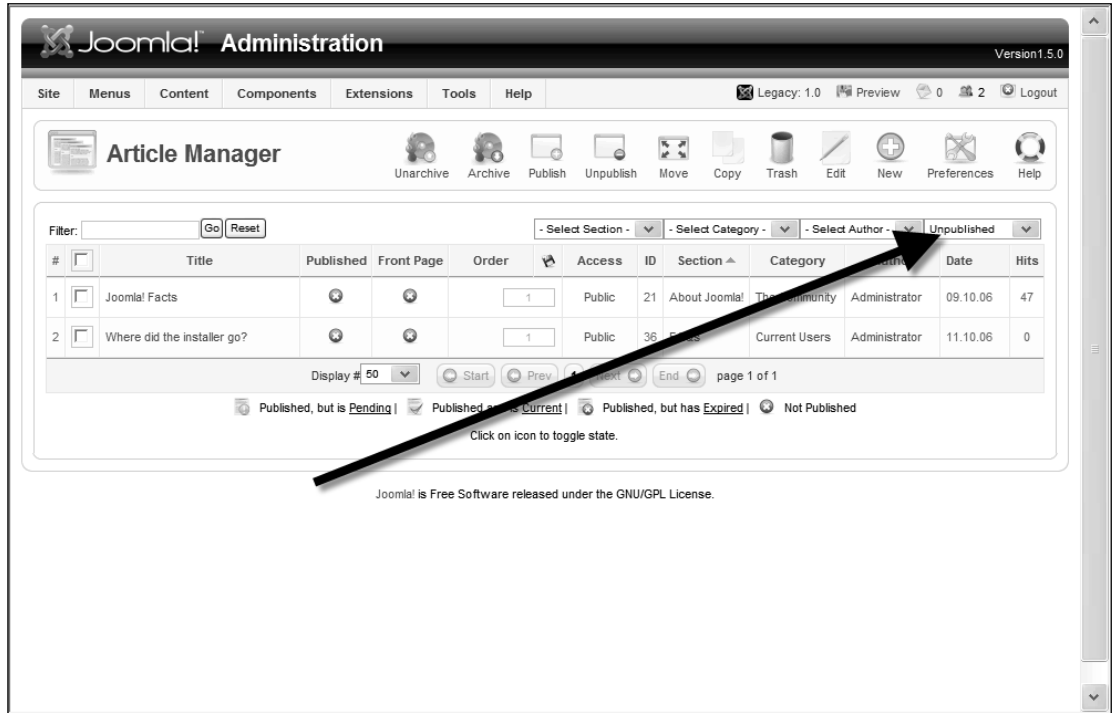 Joomla! Administration
Version1.5.0
Site Menus Content Components Extensions Tools Help Legacy: 1.0 Preview 0 2 Logout
Article Manager
Unarchive Archive Publish Unpublish Move Copy Trash Edit New Preferences Help
Filter: Go Reset - Select Section - - Select Category - - Select Author - Unpublished
# Title Published Front Page Order Access ID Section Category Date Hits
1 Joomla! Facts 1 Public 21 About Joomla! The Community Administrator 09.10.06 47
2 Where did the installer go? 1 Public 36 Current Users Administrator 11.10.06 0
Display # 50 Start Prev Next End page 1 of 1
Published, but is Pending | Published and is Current | Published, but has Expired | Not Published
Click on icon to toggle state.
Joomla! is Free Software released under the GNU/GPL License.